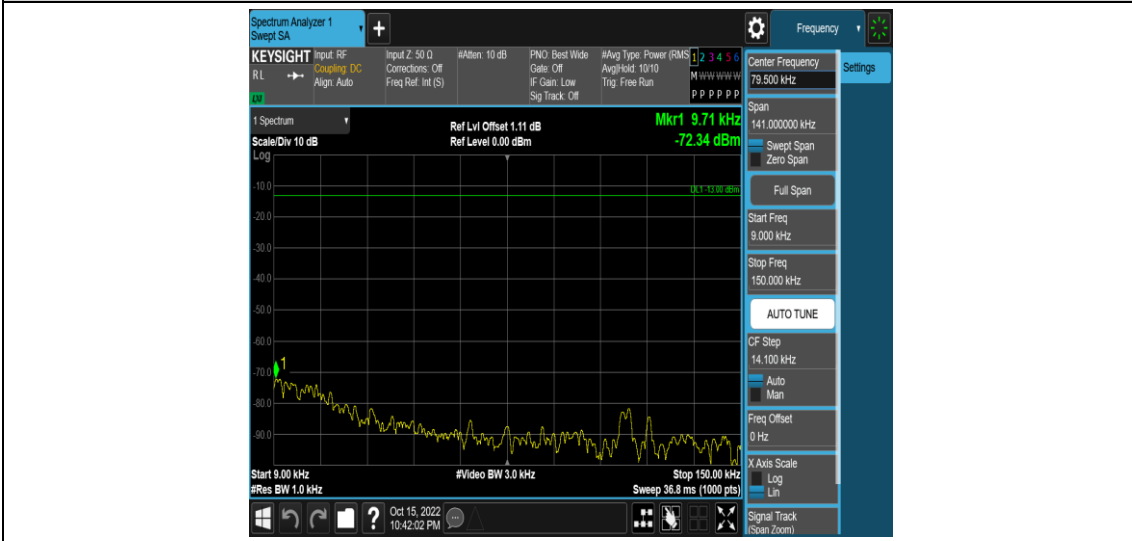 Spectrum Analyzer 1
Swept SA
+
Frequency
KEYSIGHT
Input: RF
Input Z: 50 Ω
#Atten: 10 dB
PNO: Best Wide
#Avg Type: Power (RMS
1 2 3 4 5 6
RL
Coupling: DC
Corrections: Off
Gate: Off
Avg|Hold: 10/10
M W W W W W
Align: Auto
Freq Ref: Int (S)
IF Gain: Low
Trig: Free Run
Sig Track: Off
P P P P P P
Center Frequency
79.500 kHz
Settings
Span
141.000000 kHz
Swept Span
Zero Span
Full Span
Start Freq
9.000 kHz
Stop Freq
150.000 kHz
AUTO TUNE
CF Step
14.100 kHz
Auto
Man
Freq Offset
0 Hz
X Axis Scale
Log
Lin
Signal Track
(Span Zoom)
1 Spectrum
Ref Lvl Offset 1.11 dB
Mkr1 9.71 kHz
Scale/Div 10 dB
Ref Level 0.00 dBm
-72.34 dBm
Log
-10.0
DL1 -13.00 dBm
-20.0
-30.0
-40.0
-50.0
-60.0
-70.0
1
-80.0
-90.0
Start 9.00 kHz
#Video BW 3.0 kHz
Stop 150.00 kHz
#Res BW 1.0 kHz
Sweep 36.8 ms (1000 pts)
?
Oct 15, 2022
10:42:02 PM